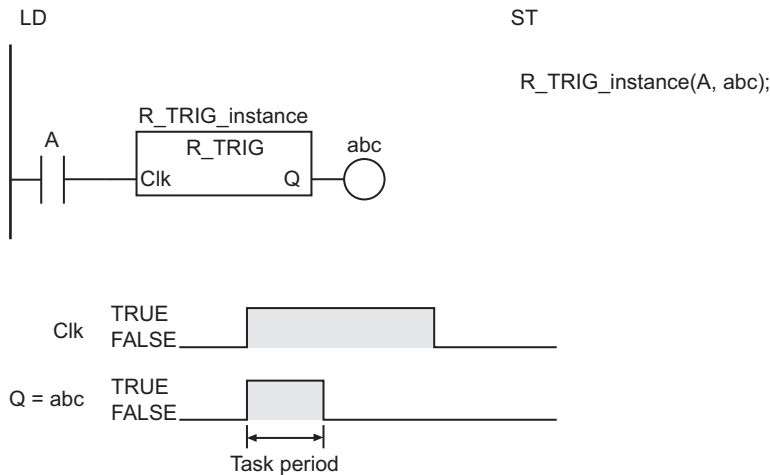 LD
ST
R_TRIG_instance(A, abc);
R_TRIG_instance
A
R_TRIG
abc
Clk
Q
Clk
TRUE
FALSE
Q = abc
TRUE
FALSE
Task period